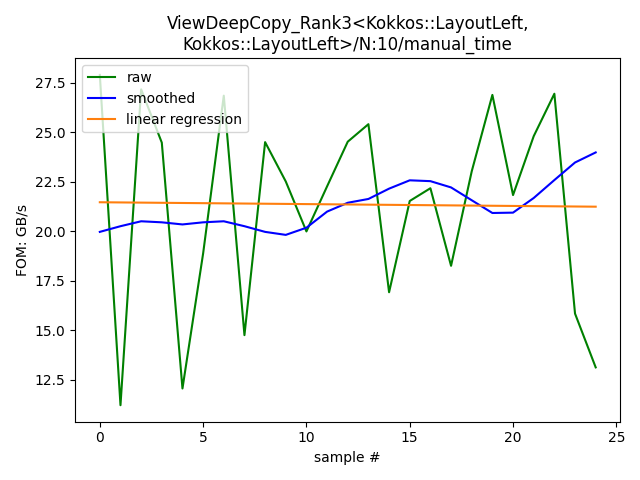 ViewDeepCopy_Rank3<Kokkos::LayoutLeft,
Kokkos::LayoutLeft>/N:10/manual_time
raw
smoothed
linear regression
FOM: GB/s
27.5
25.0
22.5
20.0
17.5
15.0
12.5
0
5
10
15
20
25
sample #